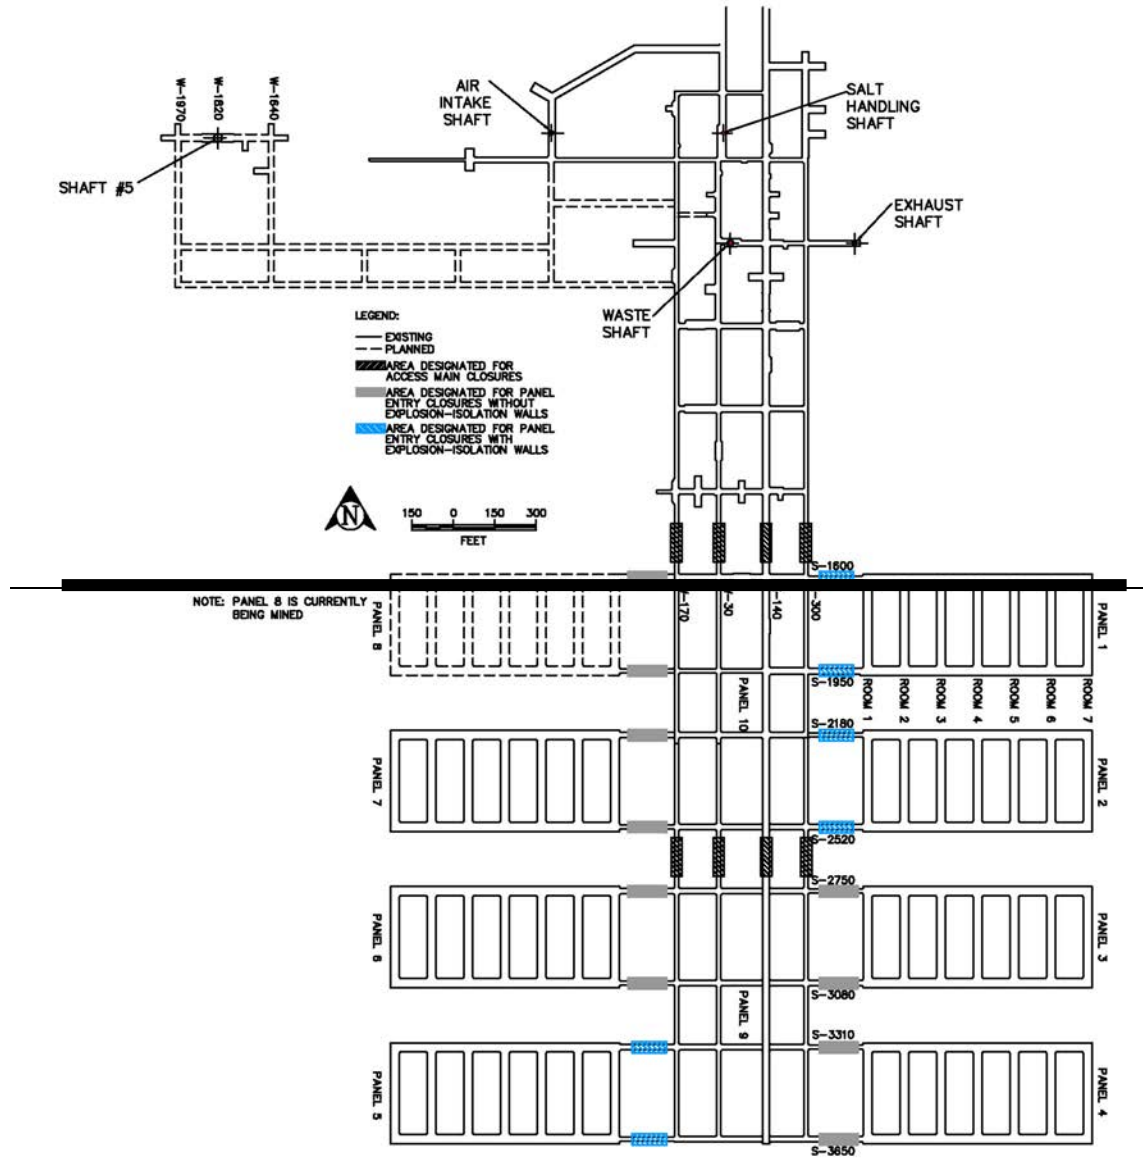 W-1970
W-1820
W-1640
AIR
INTAKE
SHAFT
SALT
HANDLING
SHAFT
SHAFT #5
EXHAUST
SHAFT
WASTE
SHAFT
LEGEND:
EXISTING
PLANNED
AREA DESIGNATED FOR
ACCESS MAIN CLOSURES
AREA DESIGNATED FOR PANEL
ENTRY CLOSURES WITHOUT
EXPLOSION-ISOLATION WALLS
AREA DESIGNATED FOR PANEL
ENTRY CLOSURES WITH
EXPLOSION-ISOLATION WALLS
N
150 0 150 300
FEET
S-1600
NOTE: PANEL 8 IS CURRENTLY
BEING MINED
PANEL 8
-170
-30
-140
-300
PANEL 1
S-1950
ROOM 1
ROOM 2
ROOM 3
ROOM 4
ROOM 5
ROOM 6
ROOM 7
PANEL 10
S-2180
PANEL 7
PANEL 2
S-2520
S-2750
PANEL 6
PANEL 3
S-3080
PANEL 9
S-3310
PANEL 5
PANEL 4
S-3650